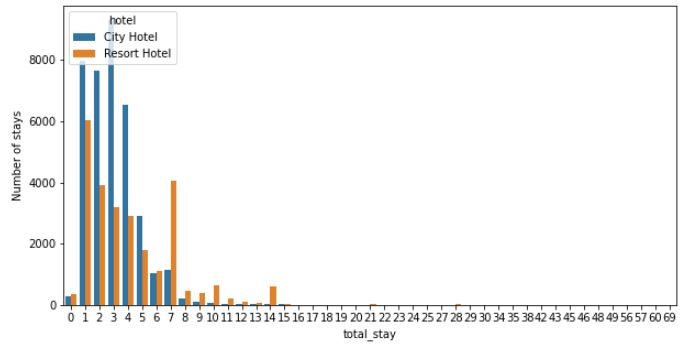 hotel
City Hotel
Resort Hotel
8000
6000
4000
2000
0
Number of stays
0 1 2 3 4 5 6 7 8 9 10 11 12 13 14 15 16 17 18 19 20 21 22 23 24 25 27 28 29 30 34 35 38 42 43 45 46 48 49 56 57 60 69
total_stay